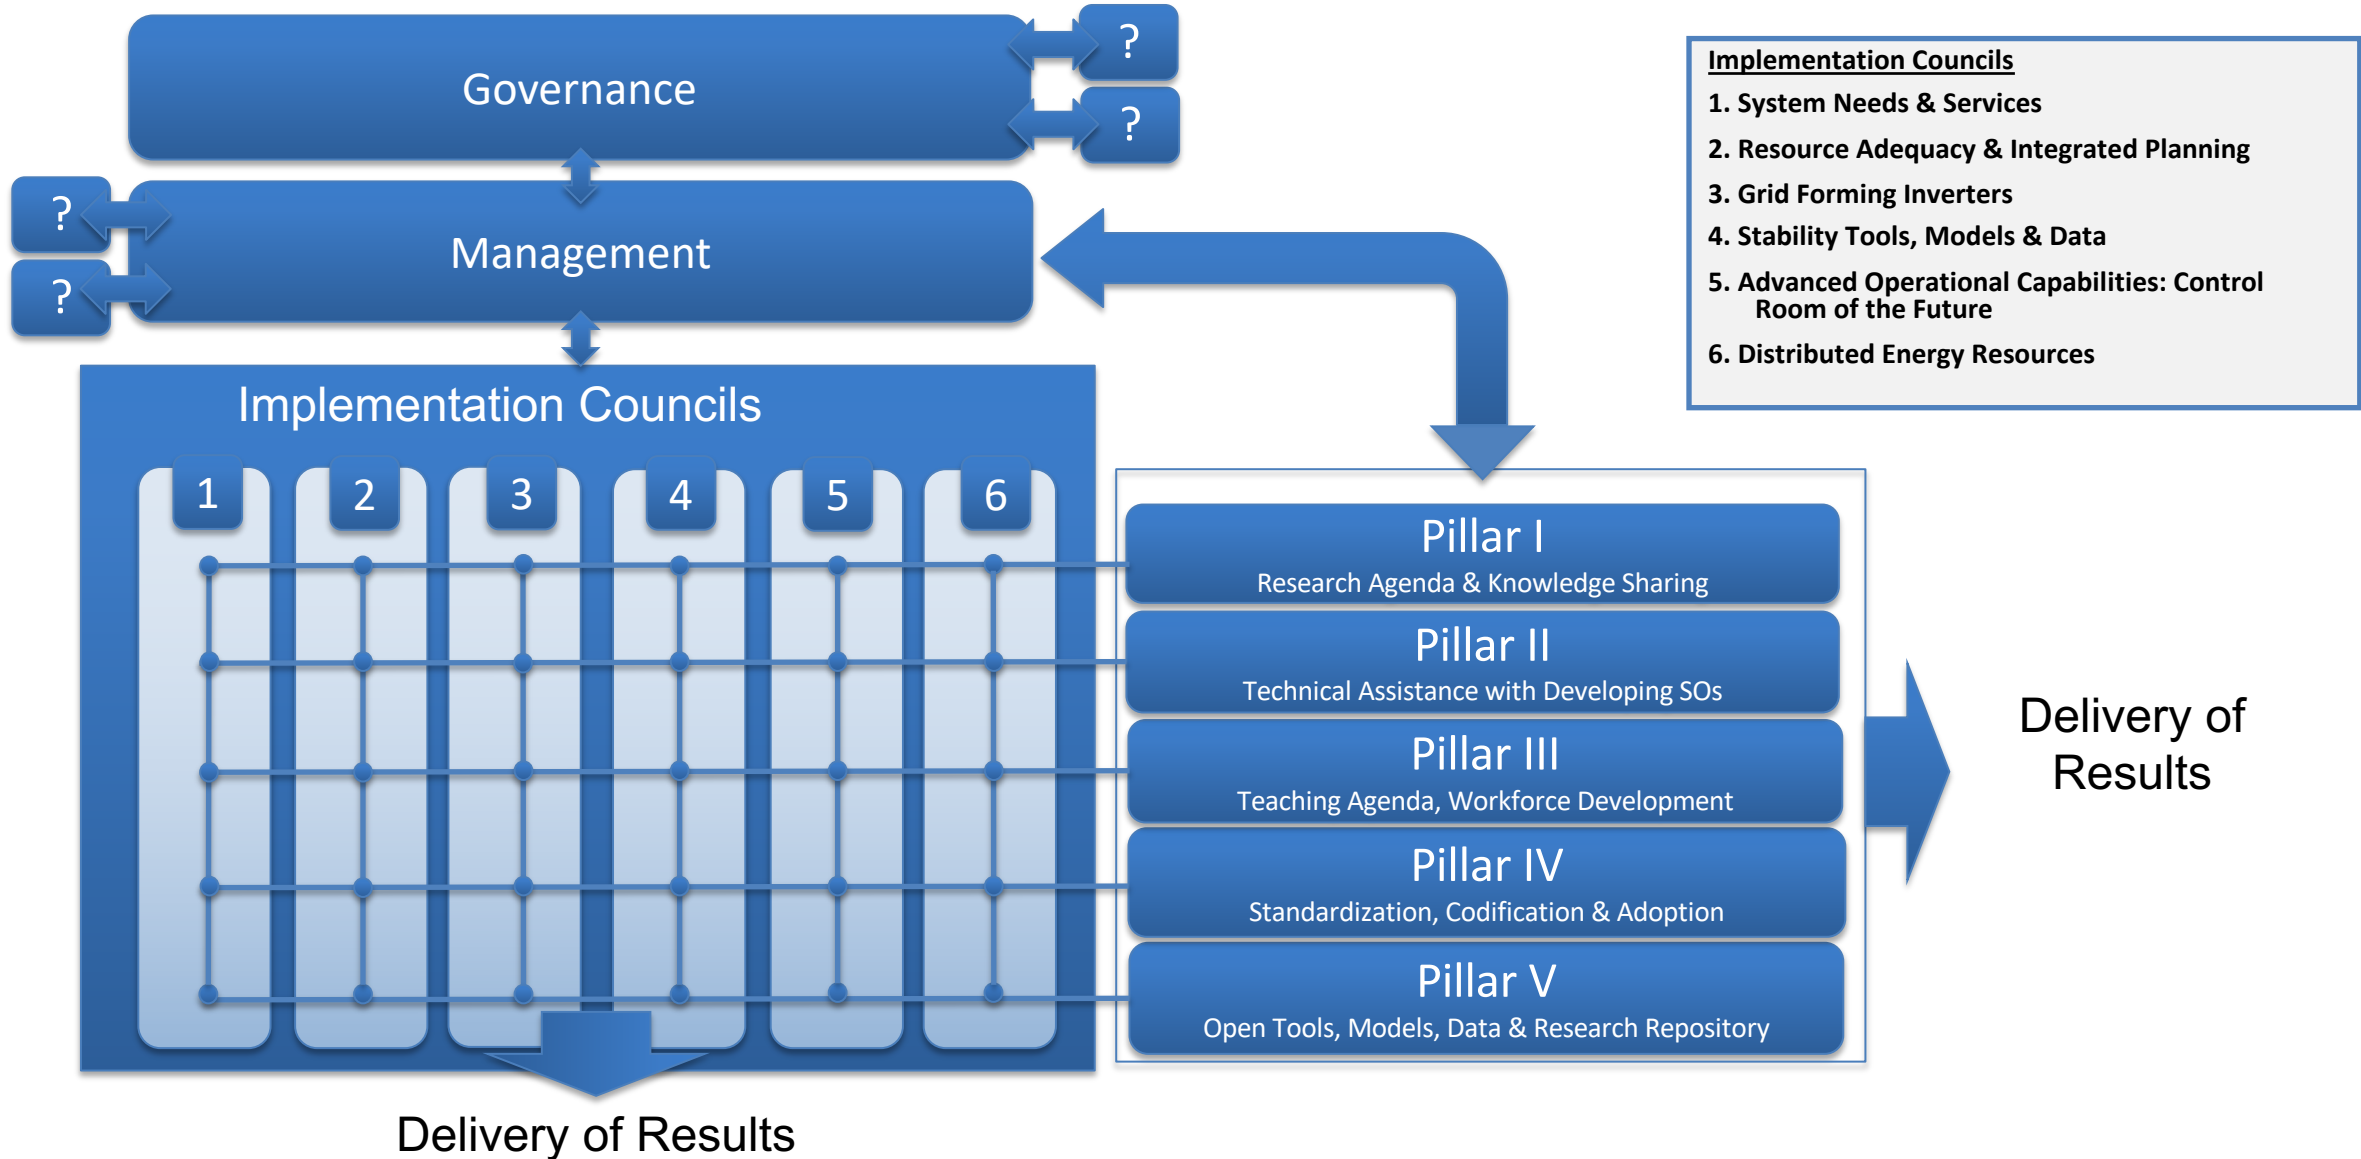 Governance
?
?
Management
?
?
Implementation Councils
1. System Needs & Services
2. Resource Adequacy & Integrated Planning
3. Grid Forming Inverters
4. Stability Tools, Models & Data
5. Advanced Operational Capabilities: Control
Room of the Future
6. Distributed Energy Resources
Implementation Councils
1 2 3 4 5 6
Pillar I
Research Agenda & Knowledge Sharing
Pillar II
Technical Assistance with Developing SOs
Pillar III
Teaching Agenda, Workforce Development
Pillar IV
Standardization, Codification & Adoption
Pillar V
Open Tools, Models, Data & Research Repository
Delivery of
Results
Delivery of Results